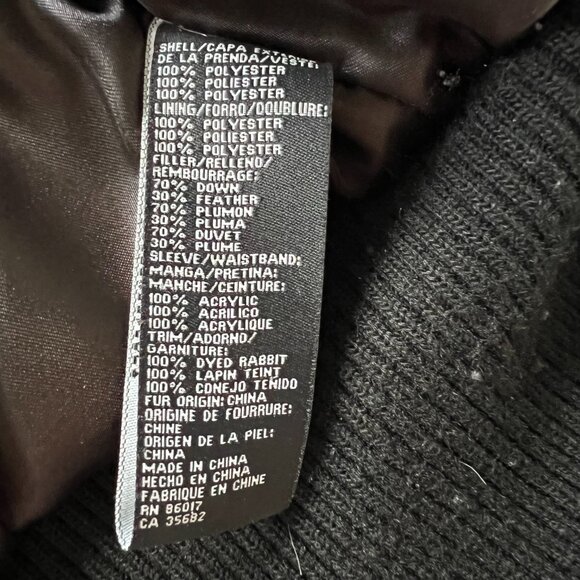 SHELL/CAPA EXTE
DE LA PRENDA/VESTE:
100% POLYESTER
100% POLIESTER
100% POLYESTER
LINING/FORRO/DOUBLURE:
100% POLYESTER
100% POLIESTER
100% POLYESTER
FILLER/RELLENO/
REMBOURRAGE:
70% DOWN
30% FEATHER
70% PLUMON
30% PLUMA
70% DUVET
30% PLUME
SLEEVE/WAISTBAND:
MANGA/PRETINA:
MANCHE/CEINTURE:
100% ACRYLIC
100% ACRILICO
100% ACRYLIQUE
TRIM/ADORNO/
GARNITURE:
100% DYED RABBIT
100% LAPIN TEINT
100% CONEJO TEÑIDO
FUR ORIGIN: CHINA
ORIGINE DE FOURRURE:
CHINE
ORIGEN DE LA PIEL:
CHINA
MADE IN CHINA
HECHO EN CHINA
FABRIQUE EN CHINE
RN 86017
CA 35682